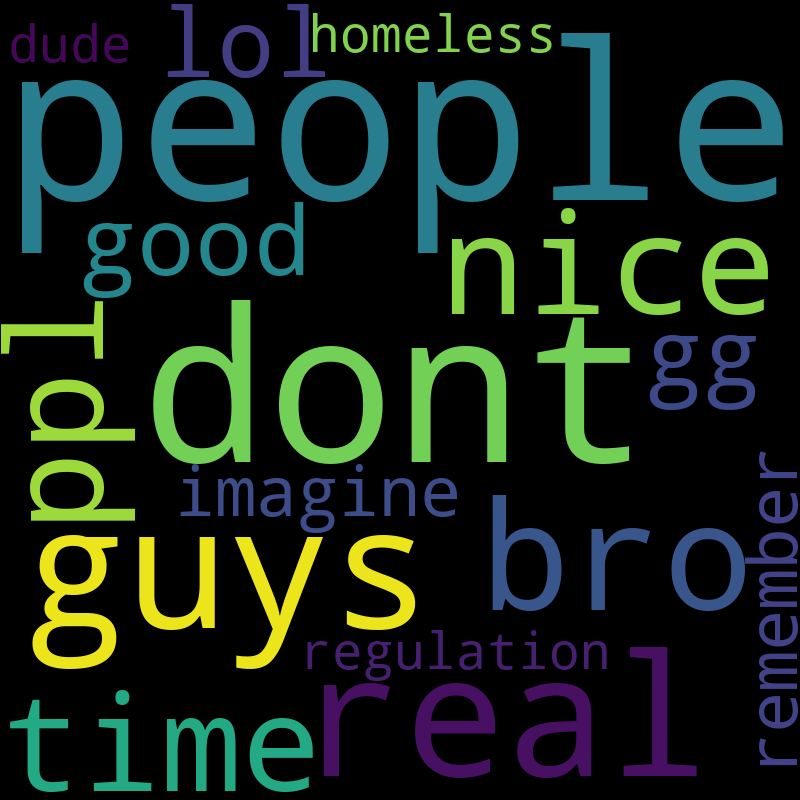 dude
lol
homeless
people
good
nice
ppl
dont
gg
imagine
guys
bro
remember
regulation
time
real